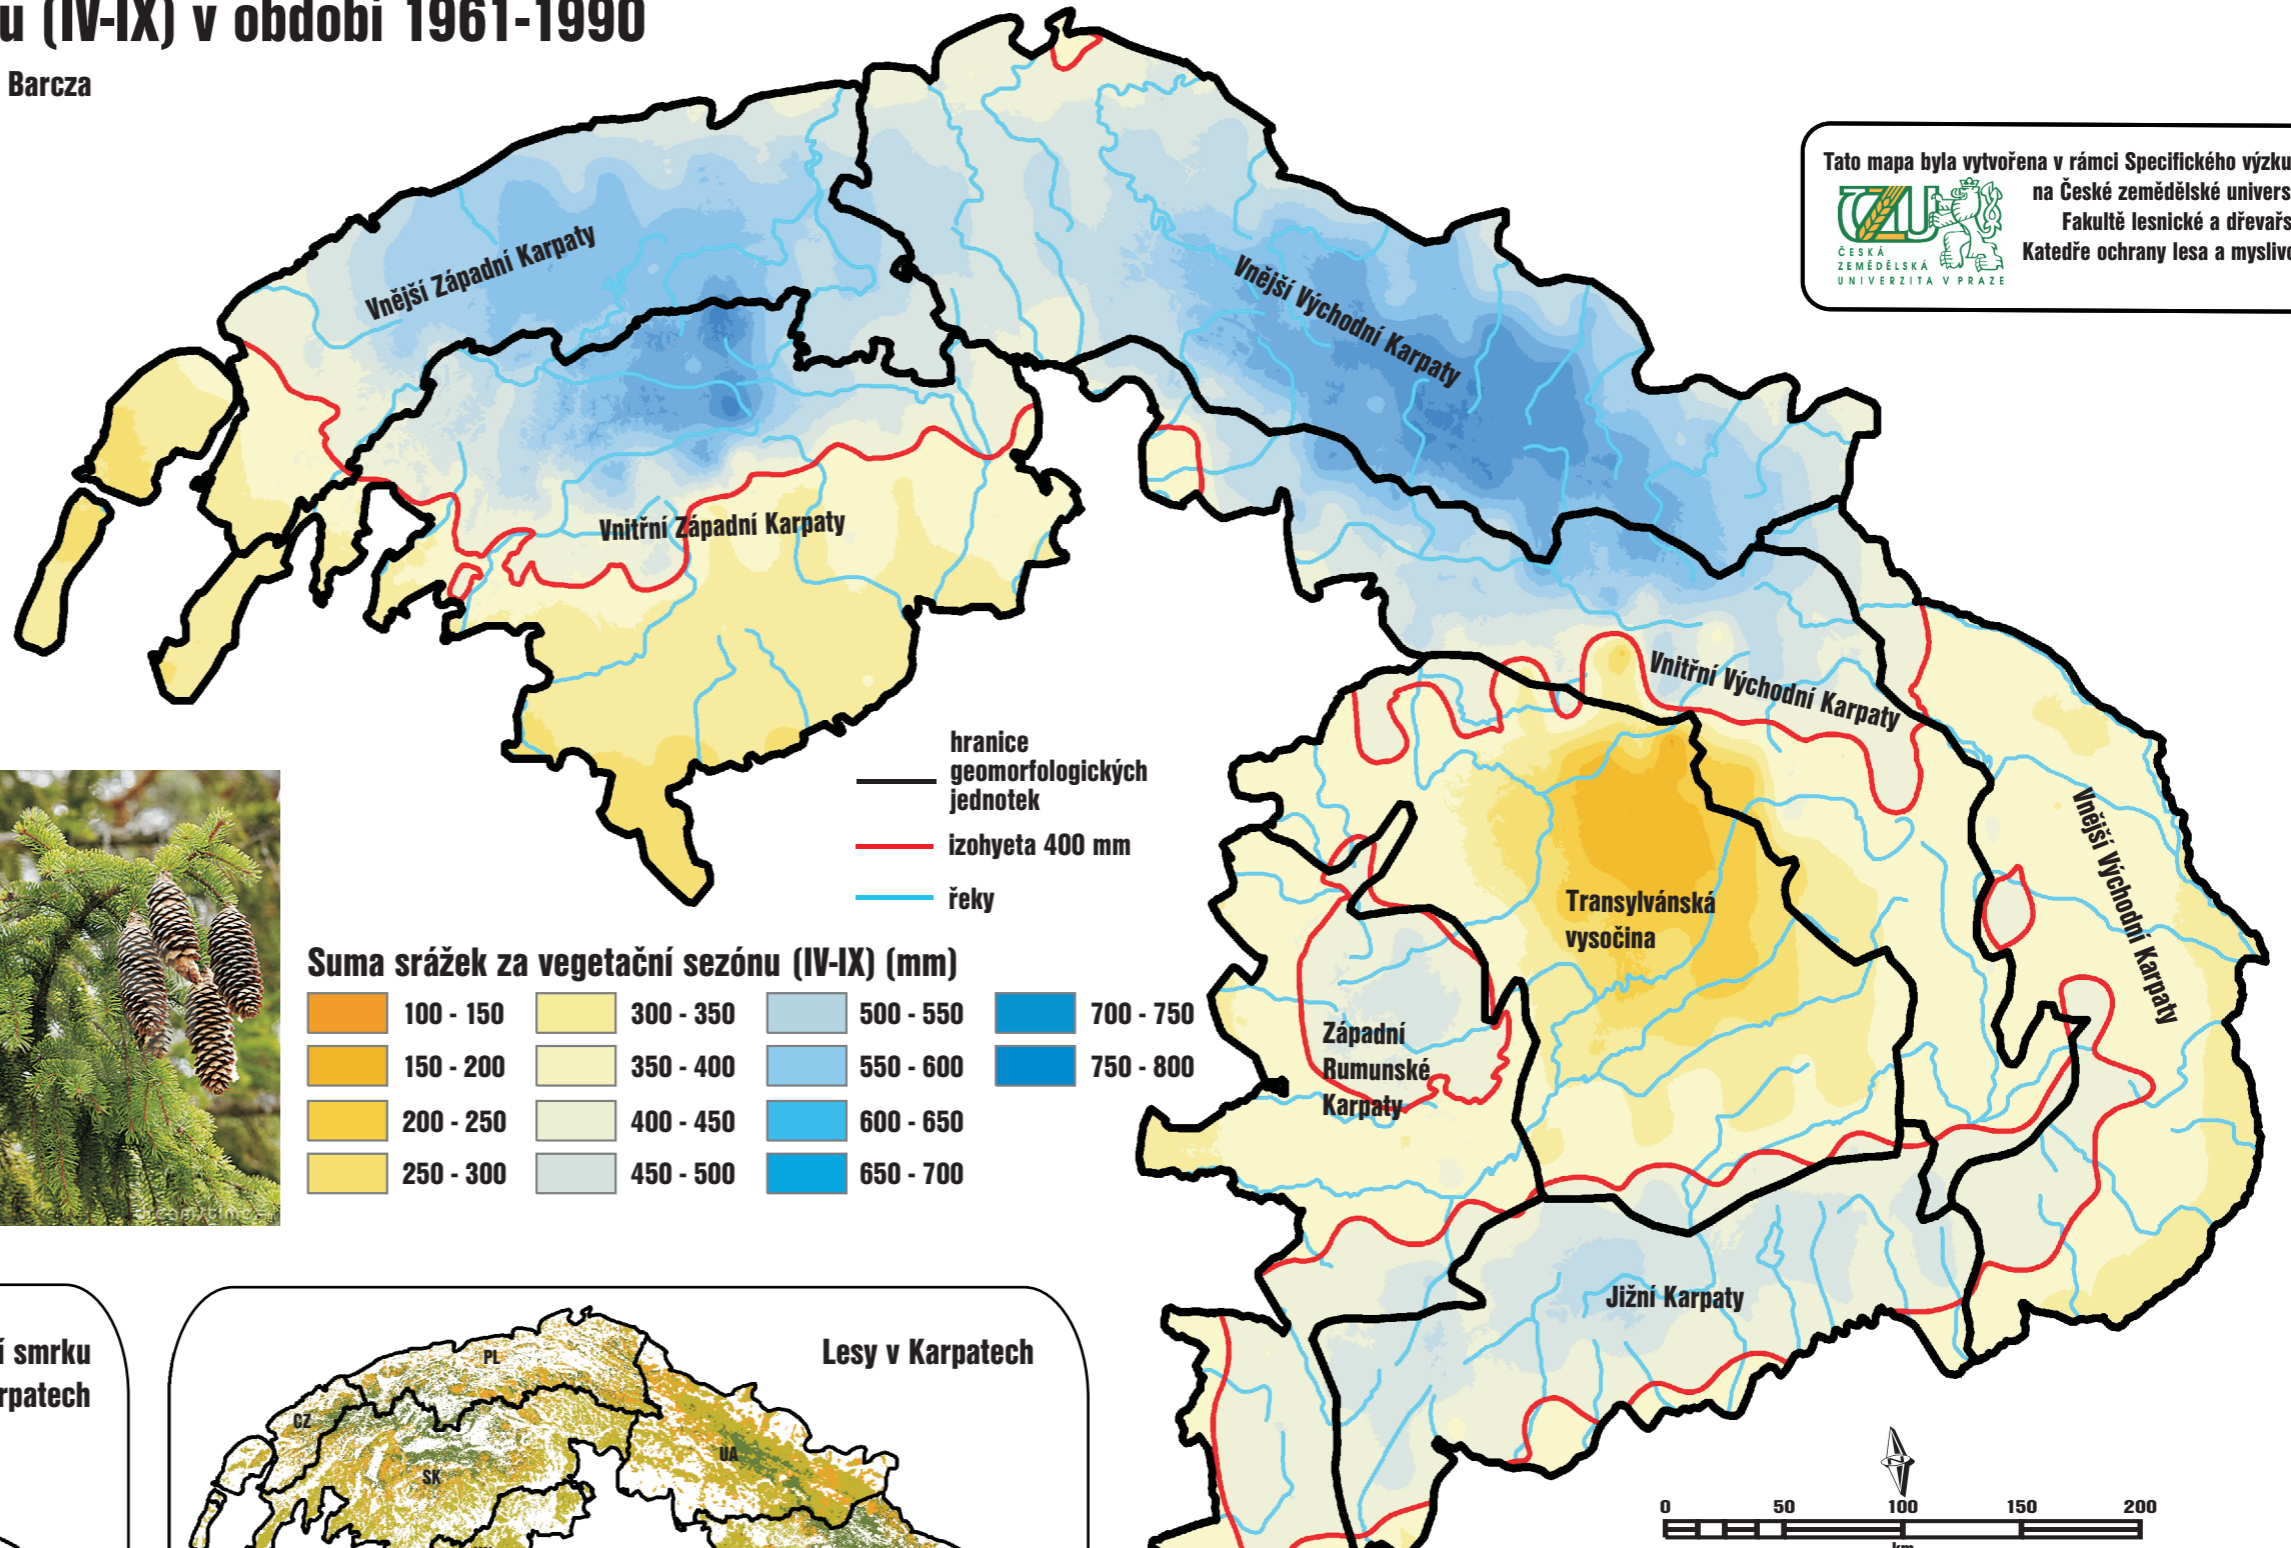 u (IV-IX) v období 1961-1990
Barcza
Tato mapa byla vytvořena v rámci Specifického výzku
na České zemědělské univers
Fakultě lesnické a dřevařs
Katedře ochrany lesa a mysliv
ČZU
ČESKÁ
ZEMĚDĚLSKÁ
UNIVERZITA V PRAZE
Vnější Západní Karpaty
Vnější Východní Karpaty
Vnitřní Západní Karpaty
Vnitřní Východní Karpaty
Vnější Východní Karpaty
Transylvánská
vysočina
Západní
Rumunské
Karpaty
Jižní Karpaty
hranice
geomorfologických
jednotek
izohyeta 400 mm
řeky
Suma srážek za vegetační sezónu (IV-IX) (mm)
100 - 150
150 - 200
200 - 250
250 - 300
300 - 350
350 - 400
400 - 450
450 - 500
500 - 550
550 - 600
600 - 650
650 - 700
700 - 750
750 - 800
dreamstime
í smrku
rpatech
Lesy v Karpatech
PL
CZ
SK
UA
0 50 100 150 200
km